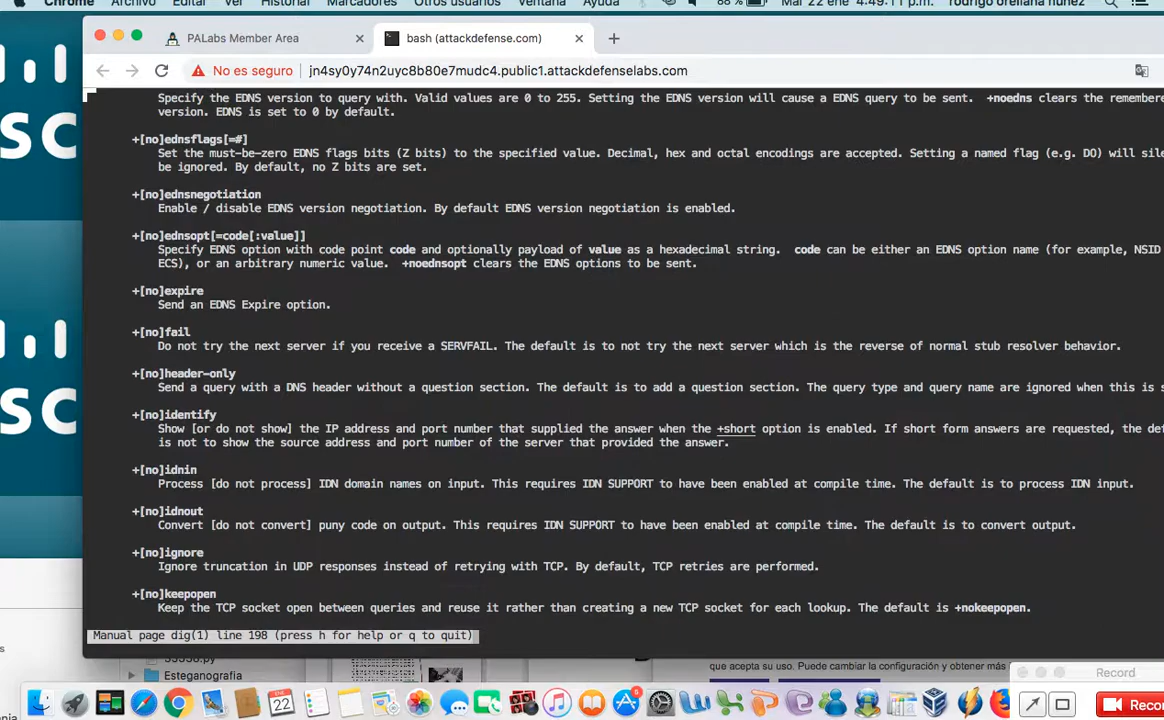 Chrome Archivo Editar Ver Historial Marcadores Otros usuarios Ventana Ayuda 88% Mar 22 ene 4:49:11 p.m. rodrigo orellana nuñez
PALabs Member Area
bash (attackdefense.com)
No es seguro
jn4sy0y74n2uyc8b80e7mudc4.public1.attackdefenselabs.com
Specify the EDNS version to query with. Valid values are 0 to 255. Setting the EDNS version will cause a EDNS query to be sent. +noedns clears the remembere
version. EDNS is set to 0 by default.
+[no]ednsflags[=#]
Set the must-be-zero EDNS flags bits (Z bits) to the specified value. Decimal, hex and octal encodings are accepted. Setting a named flag (e.g. DO) will sile
be ignored. By default, no Z bits are set.
+[no]ednsnegotiation
Enable / disable EDNS version negotiation. By default EDNS version negotiation is enabled.
+[no]ednsopt[=code[:value]]
Specify EDNS option with code point code and optionally payload of value as a hexadecimal string. code can be either an EDNS option name (for example, NSID
ECS), or an arbitrary numeric value. +noednsopt clears the EDNS options to be sent.
+[no]expire
Send an EDNS Expire option.
+[no]fail
Do not try the next server if you receive a SERVFAIL. The default is to not try the next server which is the reverse of normal stub resolver behavior.
+[no]header-only
Send a query with a DNS header without a question section. The default is to add a question section. The query type and query name are ignored when this is s
+[no]identify
Show [or do not show] the IP address and port number that supplied the answer when the +short option is enabled. If short form answers are requested, the def
is not to show the source address and port number of the server that provided the answer.
+[no]idnin
Process [do not process] IDN domain names on input. This requires IDN SUPPORT to have been enabled at compile time. The default is to process IDN input.
+[no]idnout
Convert [do not convert] puny code on output. This requires IDN SUPPORT to have been enabled at compile time. The default is to convert output.
+[no]ignore
Ignore truncation in UDP responses instead of retrying with TCP. By default, TCP retries are performed.
+[no]keepopen
Keep the TCP socket open between queries and reuse it rather than creating a new TCP socket for each lookup. The default is +nokeepopen.
Manual page dig(1) line 198 (press h for help or q to quit)
Esteganografia
que acepta su uso. Puede cambiar la configuración y obtener más
Record
22
Recor